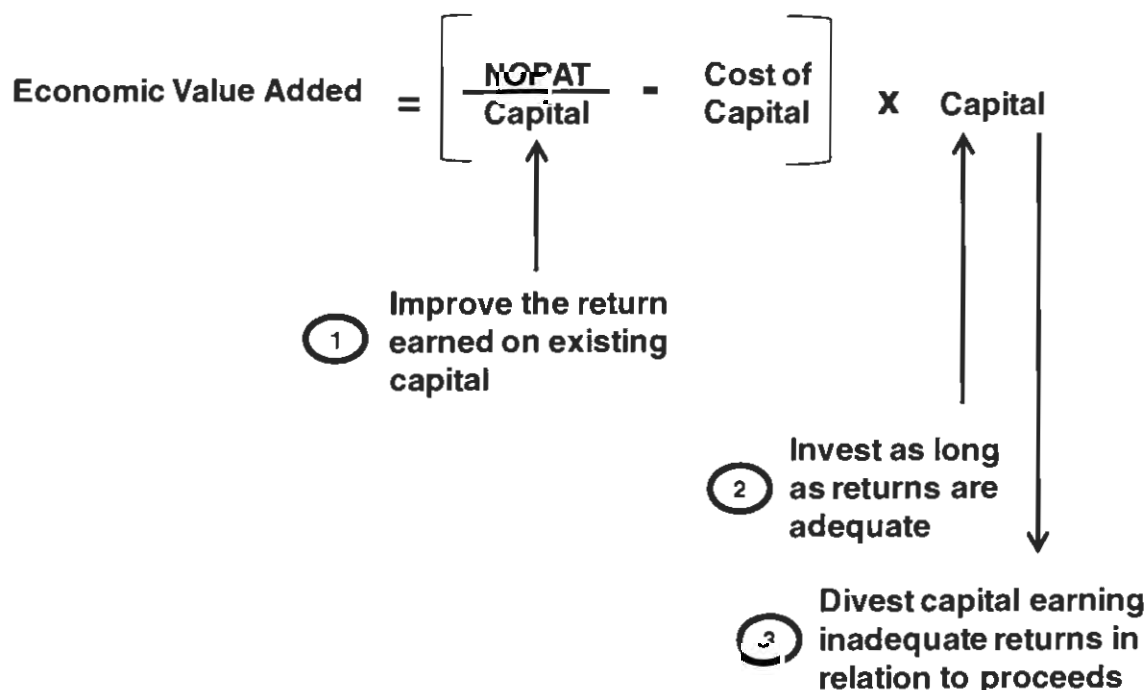 Economic Value Added = [ NOPAT / Capital - Cost of Capital ] x Capital
1 Improve the return
earned on existing
capital
2 Invest as long
as returns are
adequate
3 Divest capital earning
inadequate returns in
relation to proceeds